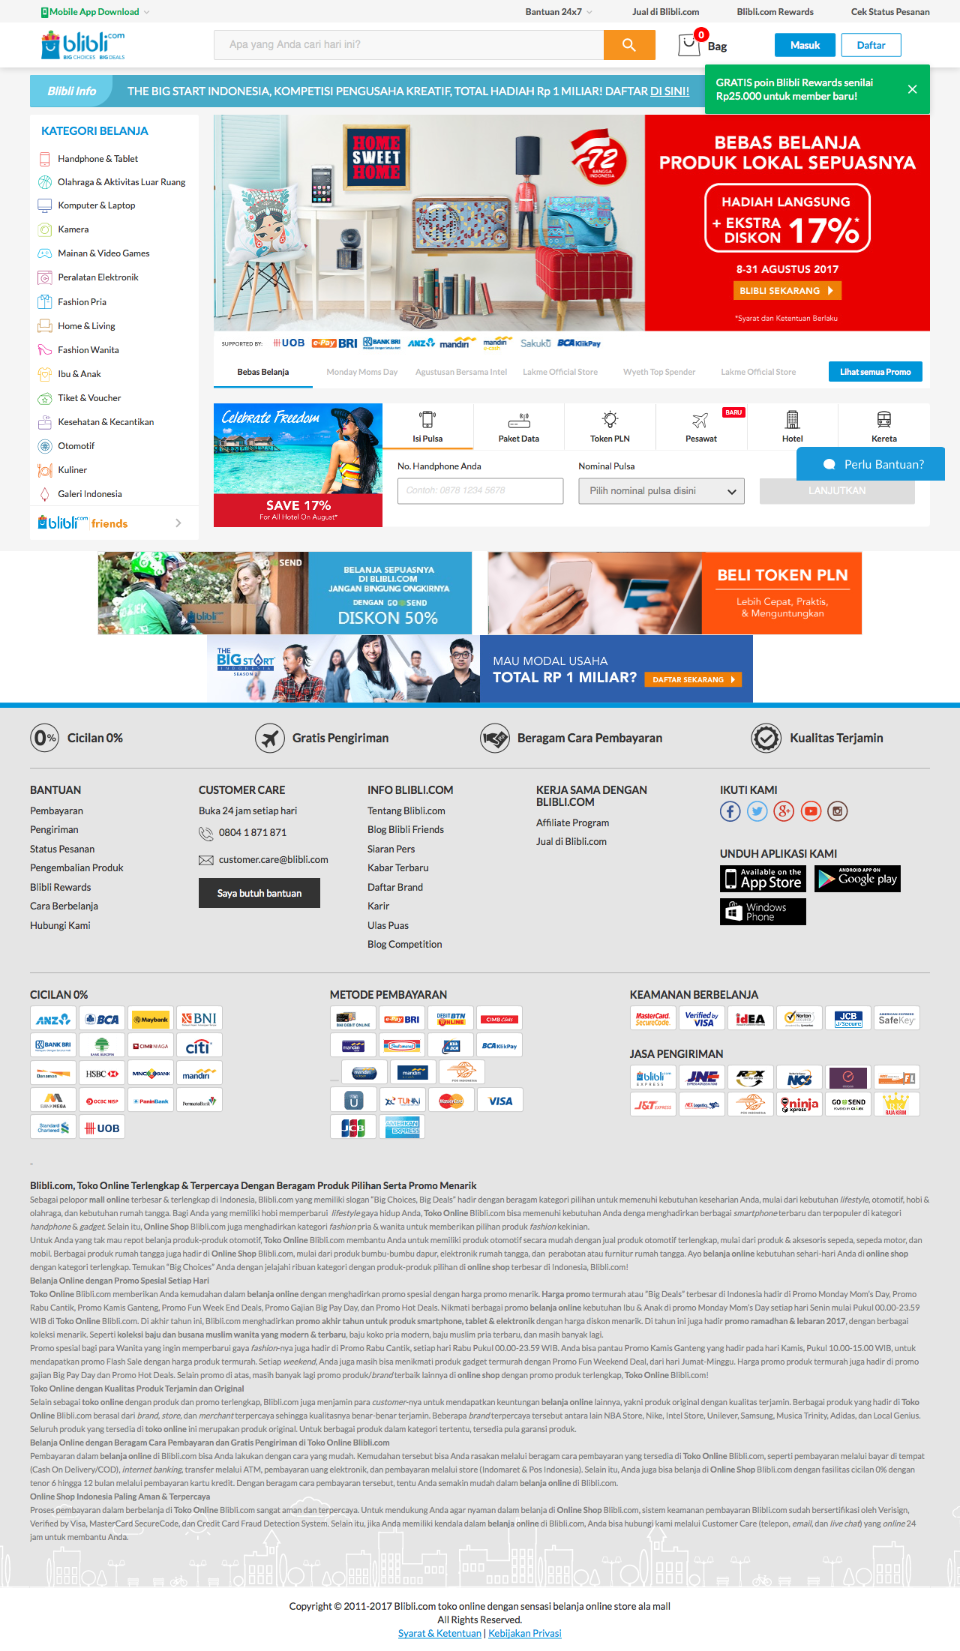 Mobile App Download
Bantuan 24x7
Jual di Blibli.com
Blibli.com Rewards
Cek Status Pesanan
blibli.com
BIG CHOICES BIG DEALS
Apa yang Anda cari hari ini?
0
Bag
Masuk
Daftar
Blibli Info
THE BIG START INDONESIA, KOMPETISI PENGUSAHA KREATIF, TOTAL HADIAH Rp 1 MILIAR! DAFTAR DI SINI!
GRATIS poin Blibli Rewards senilai
Rp25.000 untuk member baru!
KATEGORI BELANJA
Handphone & Tablet
Olahraga & Aktivitas Luar Ruang
Komputer & Laptop
Kamera
Mainan & Video Games
Peralatan Elektronik
Fashion Pria
Home & Living
Fashion Wanita
Ibu & Anak
Tiket & Voucher
Kesehatan & Kecantikan
Otomotif
Kuliner
Galeri Indonesia
blibli.com friends
HOME
SWEET
HOME
72
BANGGA
INDONESIA
BEBAS BELANJA
PRODUK LOKAL SEPUASNYA
HADIAH LANGSUNG
+ EKSTRA
DISKON 17%*
8-31 AGUSTUS 2017
BLIBLI SEKARANG
*Syarat dan Ketentuan Berlaku
SUPPORTED BY:
UOB
e-Pay BRI
BANK BRI
ANZ
mandiri
mandiri
Sakuku
BCA KlikPay
Bebas Belanja
Monday Moms Day
Agustusan Bersama Intel
Lakme Official Store
Wyeth Top Spender
Lakme Official Store
Lihat semua Promo
Celebrate Freedom
SAVE 17%
For All Hotel On August*
Isi Pulsa
Paket Data
Token PLN
Pesawat
BARU
Hotel
Kereta
No. Handphone Anda
Contoh: 0878 1234 5678
Nominal Pulsa
Pilih nominal pulsa disini
LANJUTKAN
Perlu Bantuan?
BELANJA SEPUASNYA
DI BLIBLI.COM
JANGAN BINGUNG ONGKIRNYA
DENGAN GO SEND
DISKON 50%
BELI TOKEN PLN
Lebih Cepat, Praktis,
& Menguntungkan
THE
BIG START
INDONESIA
SEASON
MAU MODAL USAHA
TOTAL RP 1 MILIAR?
DAFTAR SEKARANG
0%
Cicilan 0%
Gratis Pengiriman
Beragam Cara Pembayaran
Kualitas Terjamin
BANTUAN
Pembayaran
Pengiriman
Status Pesanan
Pengembalian Produk
Blibli Rewards
Cara Berbelanja
Hubungi Kami
CUSTOMER CARE
Buka 24 jam setiap hari
0804 1 871 871
customer.care@blibli.com
Saya butuh bantuan
INFO BLIBLI.COM
Tentang Blibli.com
Blog Blibli Friends
Siaran Pers
Kabar Terbaru
Daftar Brand
Karir
Ulas Puas
Blog Competition
KERJA SAMA DENGAN
BLIBLI.COM
Affiliate Program
Jual di Blibli.com
IKUTI KAMI
UNDUH APLIKASI KAMI
Available on the
App Store
ANDROID APP ON
Google play
Windows
Phone
CICILAN 0%
ANZ
BCA
Maybank
BNI
BANK BRI
CIMB NIAGA
citi
Danamon
HSBC
MNC BANK
mandiri
BANK MEGA
OCBC NISP
PaninBank
PermataBank
Standard Chartered
UOB
METODE PEMBAYARAN
e-Pay BRI
DEBIT BTN ONLINE
CIMB Clicks
mandiri
BCA KlikPay
mandiri
MasterCard
VISA
JCB
AMERICAN EXPRESS
KEAMANAN BERBELANJA
MasterCard. SecureCode.
Verified by VISA
idEA
Norton
JCB J/Secure
SafeKey
JASA PENGIRIMAN
blibli EXPRESS
JNE
RPX
NCS
J&T EXPRESS
ninja
GO SEND
RAJA KIRIM
-
Blibli.com, Toko Online Terlengkap & Terpercaya Dengan Beragam Produk Pilihan Serta Promo Menarik
Sebagai pelopor mall online terbesar & terlengkap di Indonesia, Blibli.com yang memiliki slogan "Big Choices, Big Deals" hadir dengan beragam kategori pilihan untuk memenuhi kebutuhan keseharian Anda, mulai dari kebutuhan lifestyle, otomotif, hobi &
olahraga, dan kebutuhan rumah tangga. Bagi Anda yang memiliki hobi memperbarui lifestyle gaya hidup Anda, Toko Online Blibli.com bisa memenuhi kebutuhan Anda denga menghadirkan berbagai smartphone terbaru dan terpopuler di kategori
handphone & gadget. Selain itu, Online Shop Blibli.com juga menghadirkan kategori fashion pria & wanita untuk memberikan pilihan produk fashion kekinian.
Untuk Anda yang tak mau repot belanja produk-produk otomotif, Toko Online Blibli.com membantu Anda untuk memiliki produk otomotif secara mudah dengan jual produk otomotif terlengkap, mulai dari produk & aksesoris sepeda, sepeda motor, dan
mobil. Berbagai produk rumah tangga juga hadir di Online Shop Blibli.com, mulai dari produk bumbu-bumbu dapur, elektronik rumah tangga, dan perabotan atau furnitur rumah tangga. Ayo belanja online kebutuhan sehari-hari Anda di online shop
dengan kategori terlengkap. Temukan "Big Choices" Anda dengan jelajahi ribuan kategori dengan produk-produk pilihan di online shop terbesar di Indonesia, Blibli.com!
Belanja Online dengan Promo Spesial Setiap Hari
Toko Online Blibli.com memberikan Anda kemudahan dalam belanja online dengan menghadirkan promo spesial dengan harga promo menarik. Harga promo termurah atau "Big Deals" terbesar di Indonesia hadir di Promo Monday Mom's Day, Promo
Rabu Cantik, Promo Kamis Ganteng, Promo Fun Week End Deals, Promo Gajian Big Pay Day, dan Promo Hot Deals. Nikmati berbagai promo belanja online kebutuhan Ibu & Anak di promo Monday Mom's Day setiap hari Senin mulai Pukul 00.00-23.59
WIB di Toko Online Blibli.com. Di akhir tahun ini, Blibli.com menghadirkan promo akhir tahun untuk produk smartphone, tablet & elektronik dengan harga diskon menarik. Di tahun ini juga hadir promo ramadhan & lebaran 2017, dengan berbagai
koleksi menarik. Seperti koleksi baju dan busana muslim wanita yang modern & terbaru, baju koko pria modern, baju muslim pria terbaru, dan masih banyak lagi.
Promo spesial bagi para Wanita yang ingin memperbarui gaya fashion-nya juga hadir di Promo Rabu Cantik, setiap hari Rabu Pukul 00.00-23.59 WIB. Anda bisa pantau Promo Kamis Ganteng yang hadir pada hari Kamis, Pukul 10.00-15.00 WIB, untuk
mendapatkan promo Flash Sale dengan harga produk termurah. Setiap weekend, Anda juga masih bisa menikmati produk gadget termurah dengan Promo Fun Weekend Deal, dari hari Jumat-Minggu. Harga promo produk termurah juga hadir di promo
gajian Big Pay Day dan Promo Hot Deals. Selain promo di atas, masih banyak lagi promo produk/brand terbaik lainnya di online shop dengan promo produk terlengkap, Toko Online Blibli.com!
Toko Online dengan Kualitas Produk Terjamin dan Original
Selain sebagai toko online dengan produk dan promo terlengkap, Blibli.com juga menjamin para customer-nya untuk mendapatkan keuntungan belanja online lainnya, yakni produk original dengan kualitas terjamin. Berbagai produk yang hadir di Toko
Online Blibli.com berasal dari brand, store, dan merchant terpercaya sehingga kualitasnya benar-benar terjamin. Beberapa brand terpercaya tersebut antara lain NBA Store, Nike, Intel Store, Unilever, Samsung, Musica Trinity, Adidas, dan Local Genius.
Seluruh produk yang tersedia di toko online ini merupakan produk original. Untuk berbagai produk dalam kategori tertentu, tersedia pula garansi produk.
Belanja Online dengan Beragam Cara Pembayaran dan Gratis Pengiriman di Toko Online Blibli.com
Pembayaran dalam belanja online di Blibli.com bisa Anda lakukan dengan cara yang mudah. Kemudahan tersebut bisa Anda rasakan melalui beragam cara pembayaran yang tersedia di Toko Online Blibli.com, seperti pembayaran melalui bayar di tempat
(Cash On Delivery/COD), internet banking, transfer melalui ATM, pembayaran uang elektronik, dan pembayaran melalui store (Indomaret & Pos Indonesia). Selain itu, Anda juga bisa belanja di Online Shop Blibli.com dengan fasilitas cicilan 0% dengan
tenor 6 hingga 12 bulan melalui pembayaran kartu kredit. Dengan beragam cara pembayaran tersebut, tentu Anda semakin mudah dalam belanja online di Blibli.com.
Online Shop Indonesia Paling Aman & Terpercaya
Proses pembayaran dalam berbelanja di Toko Online Blibli.com sangat aman dan terpercaya. Untuk mendukung Anda agar nyaman dalam belanja di Online Shop Blibli.com, sistem keamanan pembayaran Blibli.com sudah bersertifikasi oleh Verisign,
Verified by Visa, MasterCard SecureCode, dan Credit Card Fraud Detection System. Selain itu, jika Anda memiliki kendala dalam belanja online di Blibli.com, Anda bisa hubungi kami melalui Customer Care (telepon, email, dan live chat) yang online 24
jam untuk membantu Anda.
Copyright © 2011-2017 Blibli.com toko online dengan sensasi belanja online store ala mall
All Rights Reserved.
Syarat & Ketentuan | Kebijakan Privasi